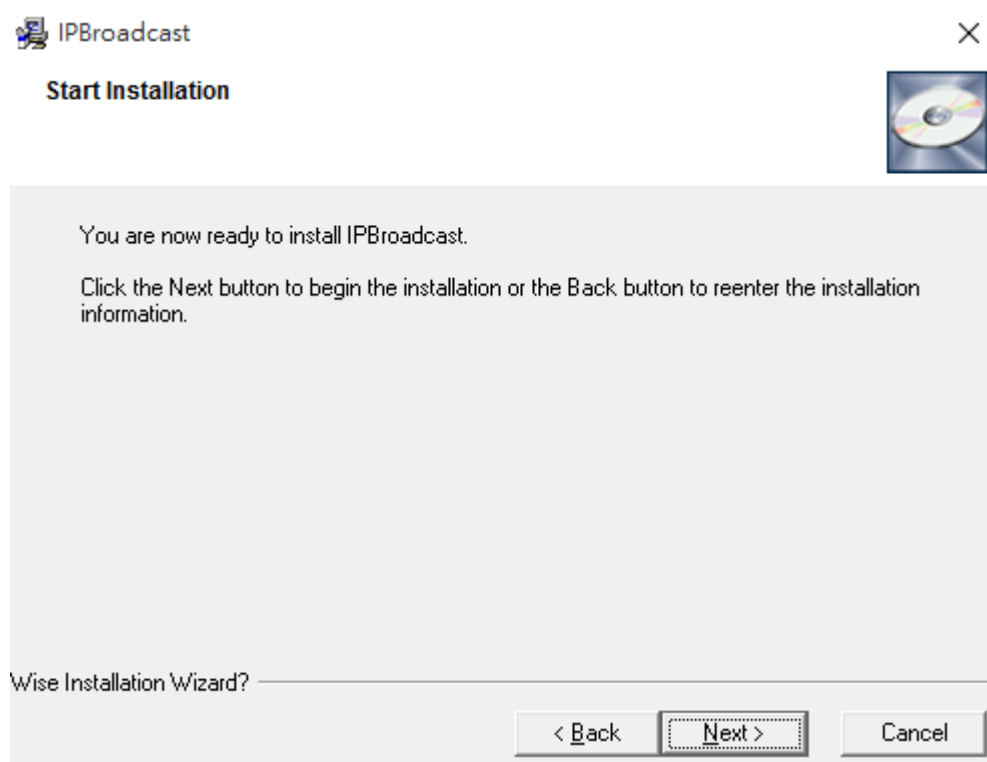 IPBroadcast
Start Installation
You are now ready to install IPBroadcast.
Click the Next button to begin the installation or the Back button to reenter the installation
information.
Wise Installation Wizard?
< Back
Next >
Cancel